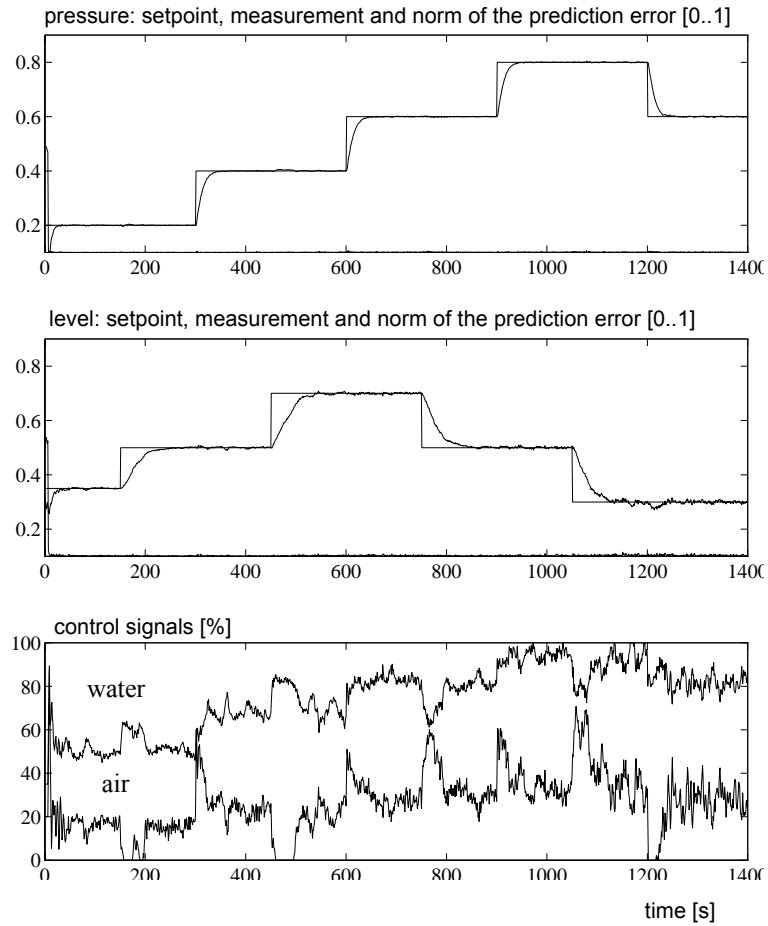 pressure: setpoint, measurement and norm of the prediction error [0..1]
0.8
0.6
0.4
0.2
0 200 400 600 800 1000 1200 1400
level: setpoint, measurement and norm of the prediction error [0..1]
0.8
0.6
0.4
0.2
0 200 400 600 800 1000 1200 1400
control signals [%]
100
80
water
60
40
air
20
0
0 200 400 600 800 1000 1200 1400
time [s]